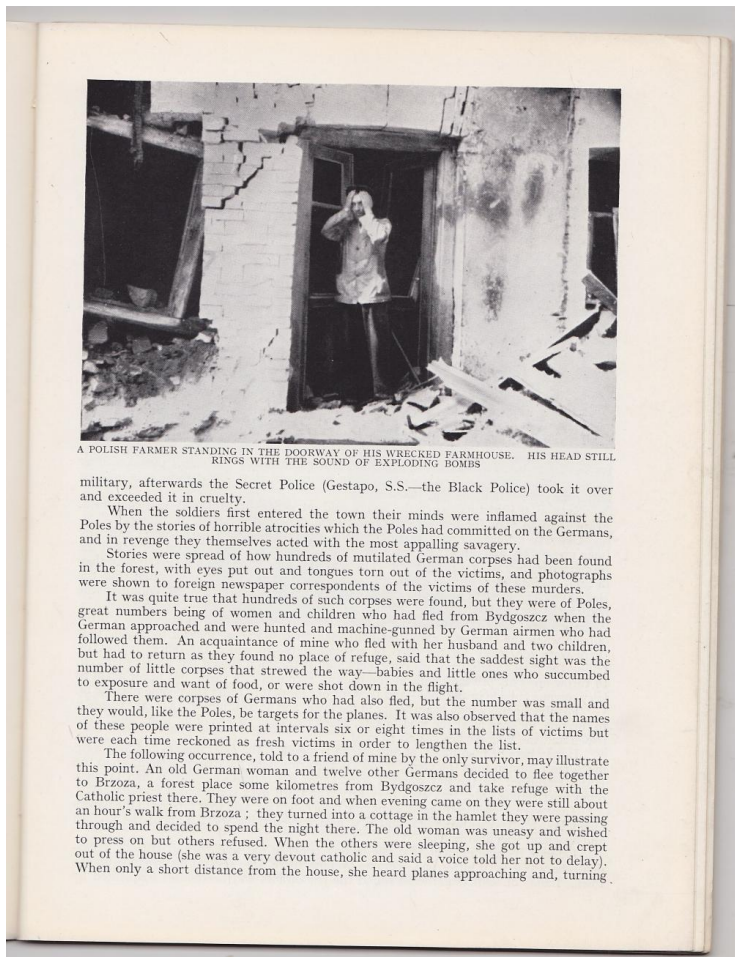 A POLISH FARMER STANDING IN THE DOORWAY OF HIS WRECKED FARMHOUSE. HIS HEAD STILL
RINGS WITH THE SOUND OF EXPLODING BOMBS
military, afterwards the Secret Police (Gestapo, S.S.—the Black Police) took it over
and exceeded it in cruelty.
When the soldiers first entered the town their minds were inflamed against the
Poles by the stories of horrible atrocities which the Poles had committed on the Germans,
and in revenge they themselves acted with the most appalling savagery.
Stories were spread of how hundreds of mutilated German corpses had been found
in the forest, with eyes put out and tongues torn out of the victims, and photographs
were shown to foreign newspaper correspondents of the victims of these murders.
It was quite true that hundreds of such corpses were found, but they were of Poles,
great numbers being of women and children who had fled from Bydgoszcz when the
German approached and were hunted and machine-gunned by German airmen who had
followed them. An acquaintance of mine who fled with her husband and two children,
but had to return as they found no place of refuge, said that the saddest sight was the
number of little corpses that strewed the way—babies and little ones who succumbed
to exposure and want of food, or were shot down in the flight.
There were corpses of Germans who had also fled, but the number was small and
they would, like the Poles, be targets for the planes. It was also observed that the names
of these people were printed at intervals six or eight times in the lists of victims but
were each time reckoned as fresh victims in order to lengthen the list.
The following occurrence, told to a friend of mine by the only survivor, may illustrate
this point. An old German woman and twelve other Germans decided to flee together
to Brzoza, a forest place some kilometres from Bydgoszcz and take refuge with the
Catholic priest there. They were on foot and when evening came on they were still about
an hour's walk from Brzoza ; they turned into a cottage in the hamlet they were passing
through and decided to spend the night there. The old woman was uneasy and wished
to press on but others refused. When the others were sleeping, she got up and crept
out of the house (she was a very devout catholic and said a voice told her not to delay).
When only a short distance from the house, she heard planes approaching and, turning